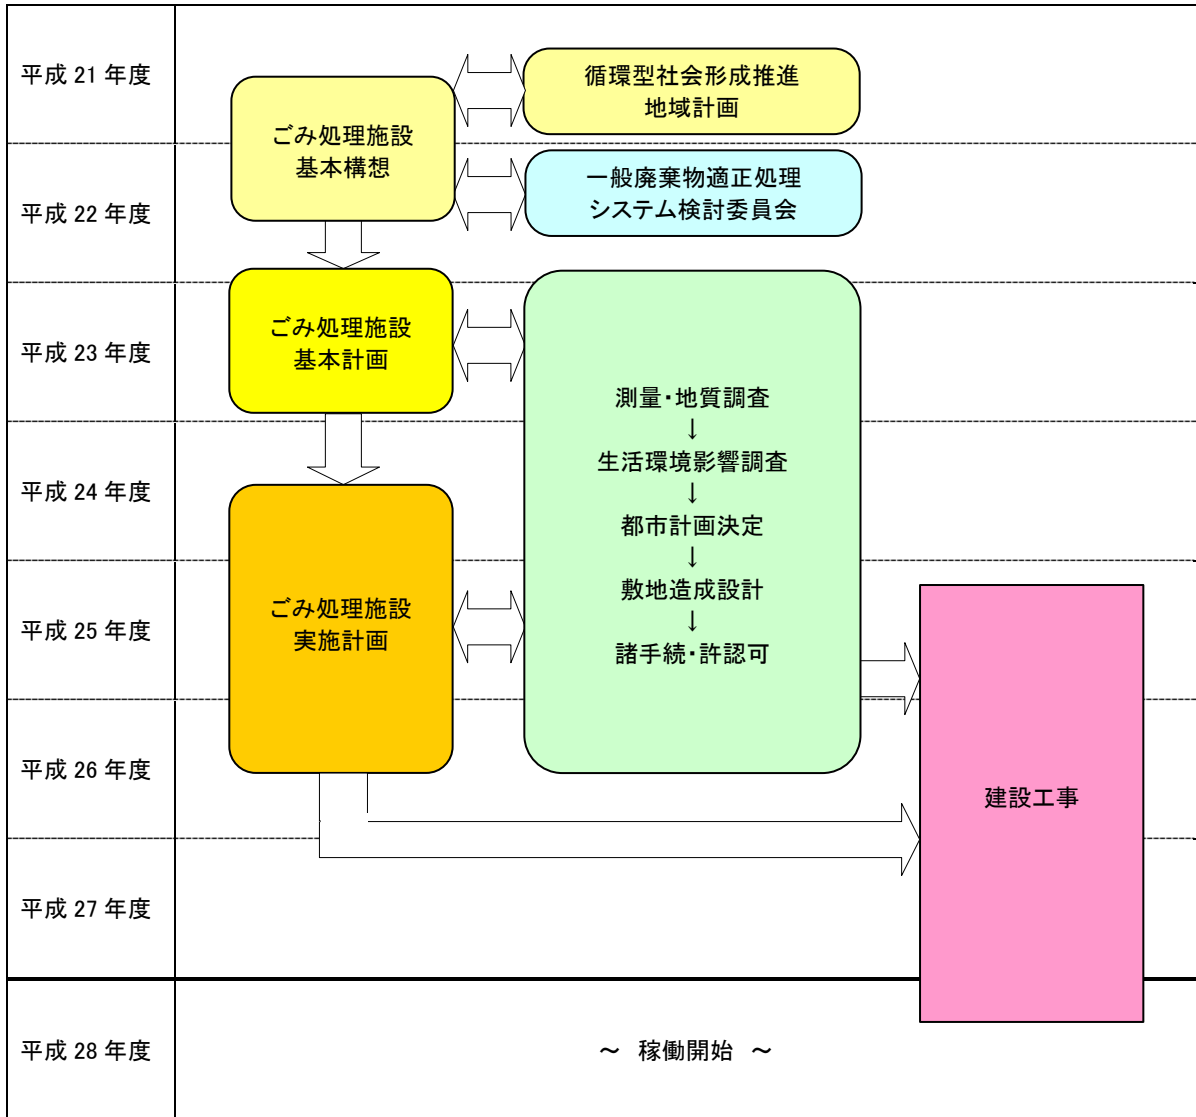 平成 21 年度
循環型社会形成推進
地域計画
ごみ処理施設
基本構想
平成 22 年度
一般廃棄物適正処理
システム検討委員会
平成 23 年度
ごみ処理施設
基本計画
測量・地質調査
↓
生活環境影響調査
↓
都市計画決定
↓
敷地造成設計
↓
諸手続・許認可
平成 24 年度
平成 25 年度
ごみ処理施設
実施計画
平成 26 年度
建設工事
平成 27 年度
平成 28 年度
～ 稼働開始 ～